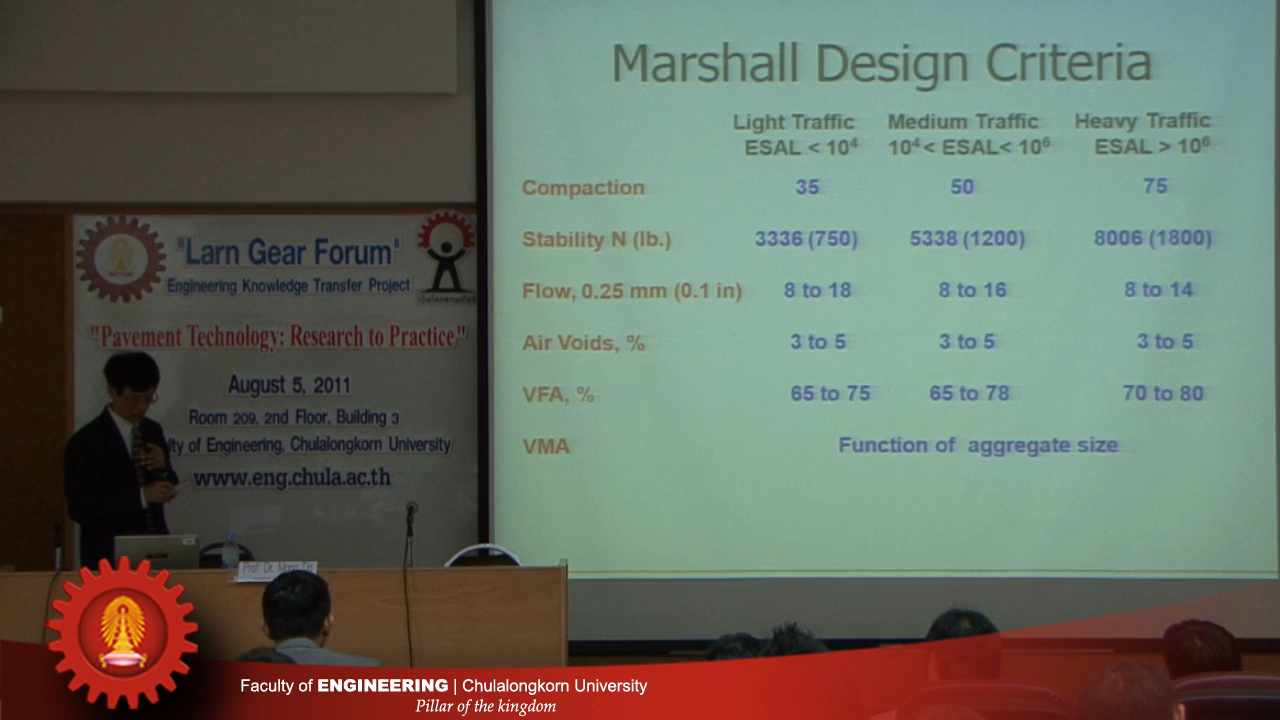 Marshall Design Criteria
Light Traffic Medium Traffic Heavy Traffic
ESAL < 10⁴ 10⁴ < ESAL < 10⁶ ESAL > 10⁶
Compaction 35 50 75
Stability N (lb.) 3336 (750) 5338 (1200) 8006 (1800)
Flow, 0.25 mm (0.1 in) 8 to 18 8 to 16 8 to 14
Air Voids, % 3 to 5 3 to 5 3 to 5
VFA, % 65 to 75 65 to 78 70 to 80
VMA Function of aggregate size
"Larn Gear Forum"
Engineering Knowledge Transfer Project
"Pavement Technology: Research to Practice"
August 5, 2011
Room 209, 2nd Floor, Building 3
ty of Engineering, Chulalongkorn University
www.eng.chula.ac.th
Prof. Dr.
Faculty of ENGINEERING | Chulalongkorn University
Pillar of the kingdom